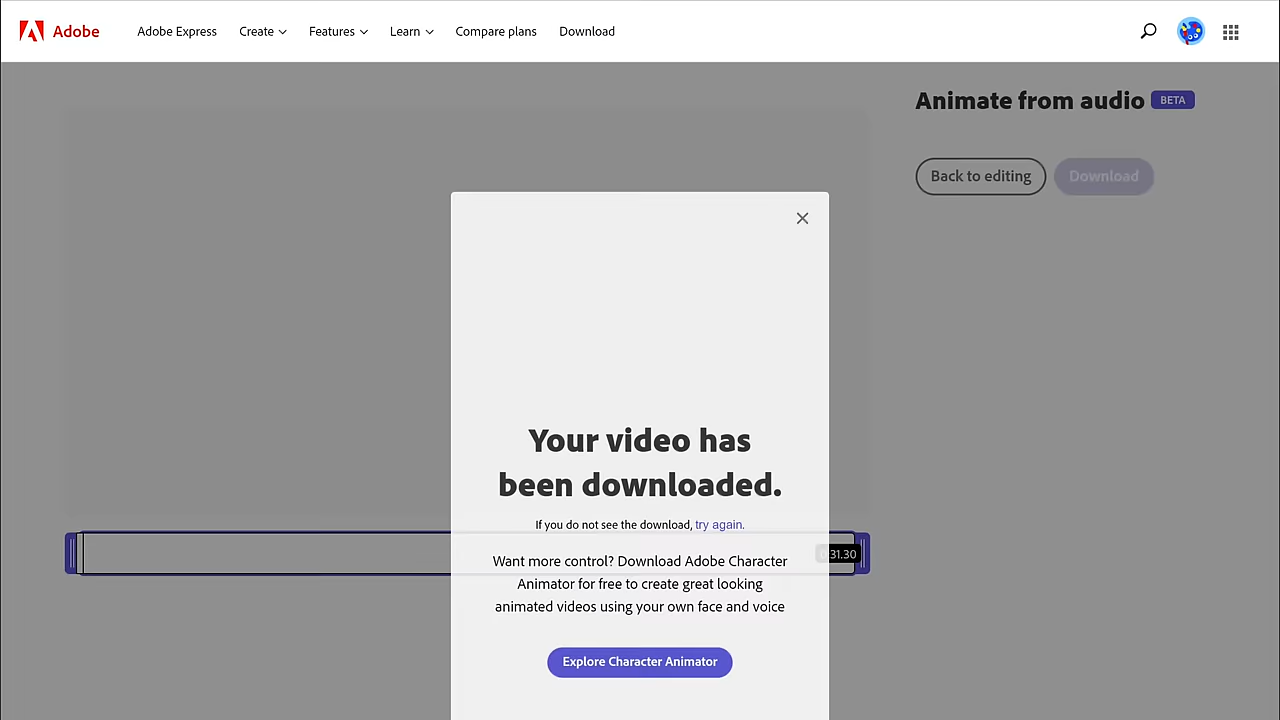 Adobe
Adobe Express
Create
Features
Learn
Compare plans
Download
Animate from audio BETA
Back to editing
Download
Your video has
been downloaded.
If you do not see the download, try again.
31.30
Want more control? Download Adobe Character
Animator for free to create great looking
animated videos using your own face and voice
Explore Character Animator